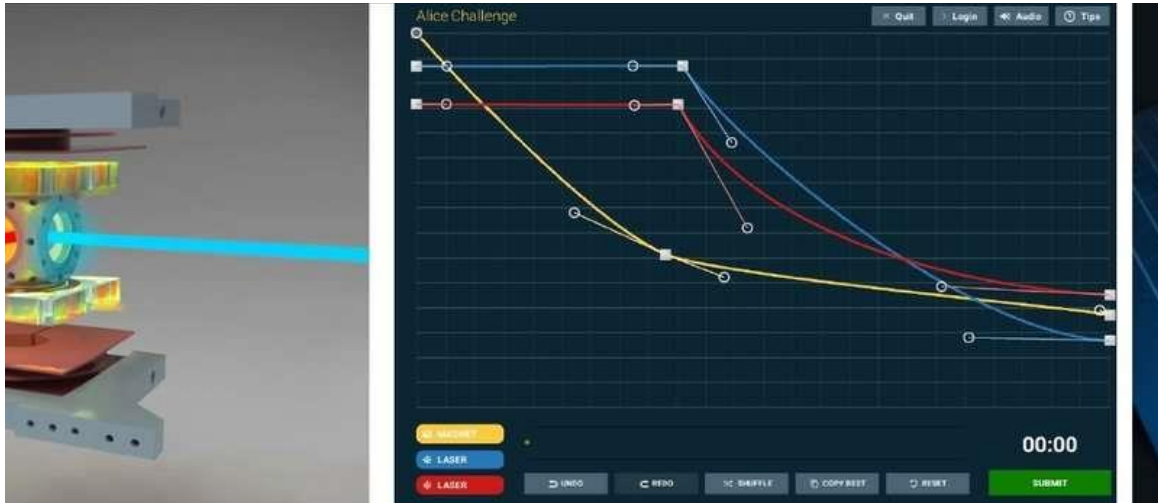 Alice Challenge
Quit Login Audio Tips
MAGNET
LASER
00:00
LASER
UNDO REDO SHUFFLE COPY BEST RESET SUBMIT